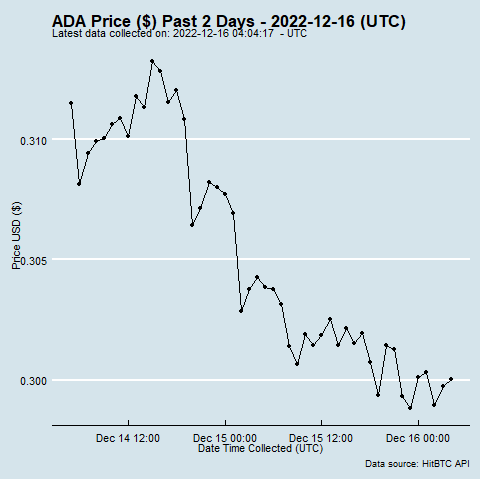 ADA Price ($) Past 2 Days - 2022-12-16 (UTC)
Latest data collected on: 2022-12-16 04:04:17  - UTC
0.310
0.305
0.300
Price USD ($)
Dec 14 12:00
Dec 15 00:00
Dec 15 12:00
Dec 16 00:00
Date Time Collected (UTC)
Data source: HitBTC API